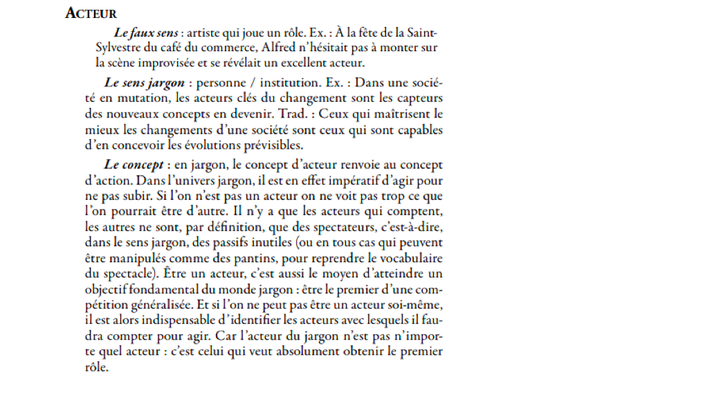 ACTEUR
Le faux sens : artiste qui joue un rôle. Ex. : À la fête de la Saint-
Sylvestre du café du commerce, Alfred n'hésitait pas à monter sur
la scène improvisée et se révélait un excellent acteur.
Le sens jargon : personne / institution. Ex. : Dans une socié-
té en mutation, les acteurs clés du changement sont les capteurs
des nouveaux concepts en devenir. Trad. : Ceux qui maîtrisent le
mieux les changements d'une société sont ceux qui sont capables
d'en concevoir les évolutions prévisibles.
Le concept : en jargon, le concept d'acteur renvoie au concept
d'action. Dans l'univers jargon, il est en effet impératif d'agir pour
ne pas subir. Si l'on n'est pas un acteur on ne voit pas trop ce que
l'on pourrait être d'autre. Il n'y a que les acteurs qui comptent,
les autres ne sont, par définition, que des spectateurs, c'est-à-dire,
dans le sens jargon, des passifs inutiles (ou en tous cas qui peuvent
être manipulés comme des pantins, pour reprendre le vocabulaire
du spectacle). Être un acteur, c'est aussi le moyen d'atteindre un
objectif fondamental du monde jargon : être le premier d'une com-
pétition généralisée. Et si l'on ne peut pas être un acteur soi-même,
il est alors indispensable d'identifier les acteurs avec lesquels il fau-
dra compter pour agir. Car l'acteur du jargon n'est pas n'impor-
te quel acteur : c'est celui qui veut absolument obtenir le premier
rôle.